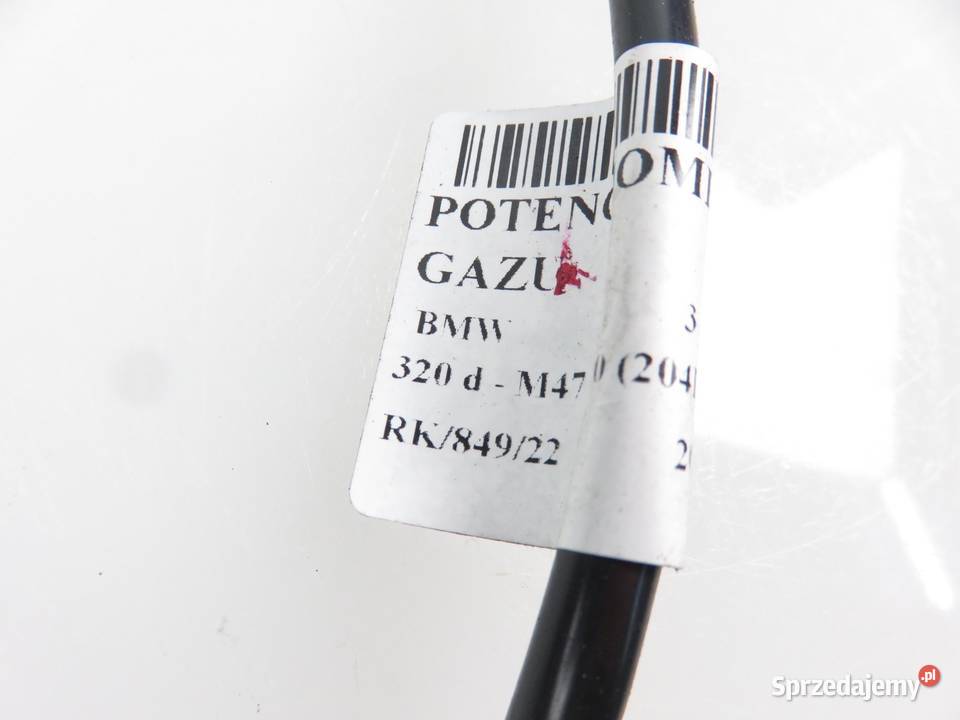 POTENC OMI
GAZU
BMW 3
320 d - M47 0 (204
RK/849/22 2
Sprzedajemy.pl